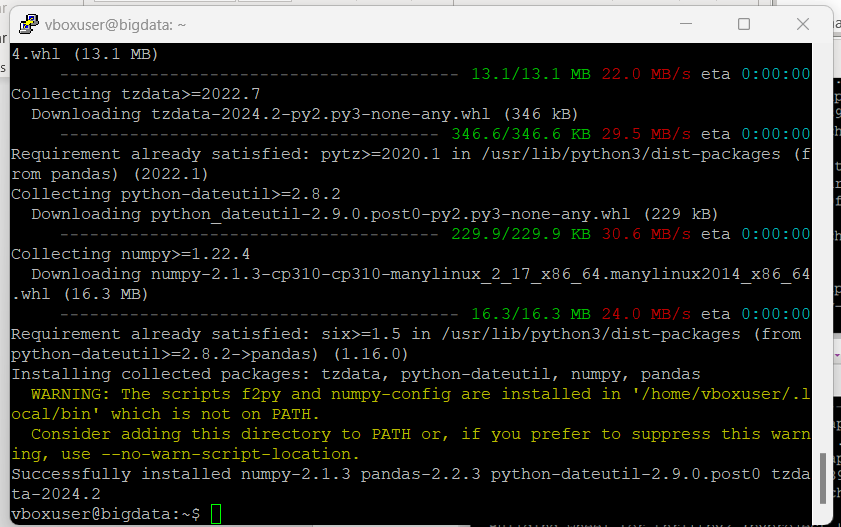 vboxuser@bigdata: ~
4.whl (13.1 MB)
---------------------------------------- 13.1/13.1 MB 22.0 MB/s eta 0:00:00
Collecting tzdata>=2022.7
  Downloading tzdata-2024.2-py2.py3-none-any.whl (346 kB)
-------------------------------------- 346.6/346.6 KB 29.5 MB/s eta 0:00:00
Requirement already satisfied: pytz>=2020.1 in /usr/lib/python3/dist-packages (f
rom pandas) (2022.1)
Collecting python-dateutil>=2.8.2
  Downloading python_dateutil-2.9.0.post0-py2.py3-none-any.whl (229 kB)
-------------------------------------- 229.9/229.9 KB 30.6 MB/s eta 0:00:00
Collecting numpy>=1.22.4
  Downloading numpy-2.1.3-cp310-cp310-manylinux_2_17_x86_64.manylinux2014_x86_64
.whl (16.3 MB)
---------------------------------------- 16.3/16.3 MB 24.0 MB/s eta 0:00:00
Requirement already satisfied: six>=1.5 in /usr/lib/python3/dist-packages (from
python-dateutil>=2.8.2->pandas) (1.16.0)
Installing collected packages: tzdata, python-dateutil, numpy, pandas
  WARNING: The scripts f2py and numpy-config are installed in '/home/vboxuser/.l
ocal/bin' which is not on PATH.
  Consider adding this directory to PATH or, if you prefer to suppress this warn
ing, use --no-warn-script-location.
Successfully installed numpy-2.1.3 pandas-2.2.3 python-dateutil-2.9.0.post0 tzda
ta-2024.2
vboxuser@bigdata:~$